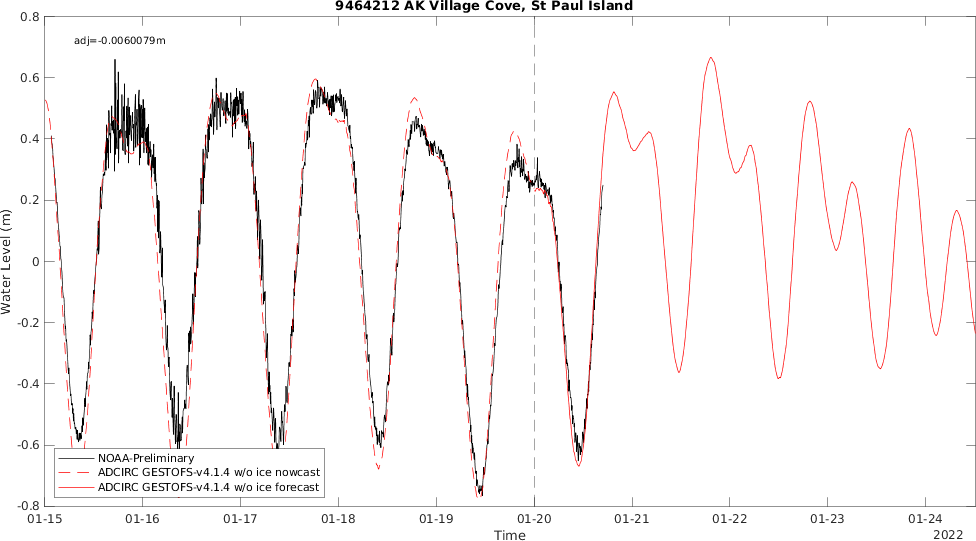 9464212 AK Village Cove, St Paul Island
adj=-0.0060079m
0.8
0.6
0.4
0.2
0
-0.2
-0.4
-0.6
-0.8
Water Level (m)
NOAA-Preliminary
ADCIRC GESTOFS-v4.1.4 w/o ice nowcast
ADCIRC GESTOFS-v4.1.4 w/o ice forecast
01-15 01-16 01-17 01-18 01-19 01-20 01-21 01-22 01-23 01-24
Time
2022